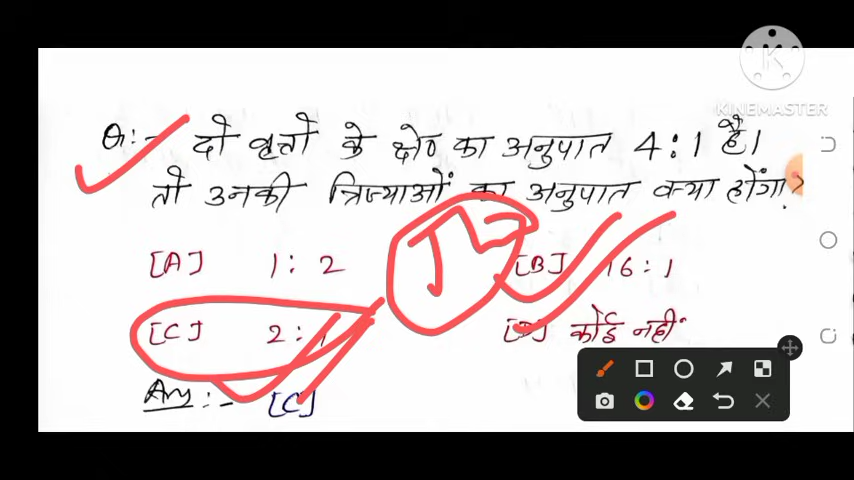 KINEMASTER
Q:- दो वृत्तो के क्षेत्र का अनुपात 4:1 है।
तो उनकी त्रिज्याओं का अनुपात क्या होंगा?
[A] 1:2 [B] 16:1
[C] 2:1 [D] कोई नहीं
Ans:- [C]